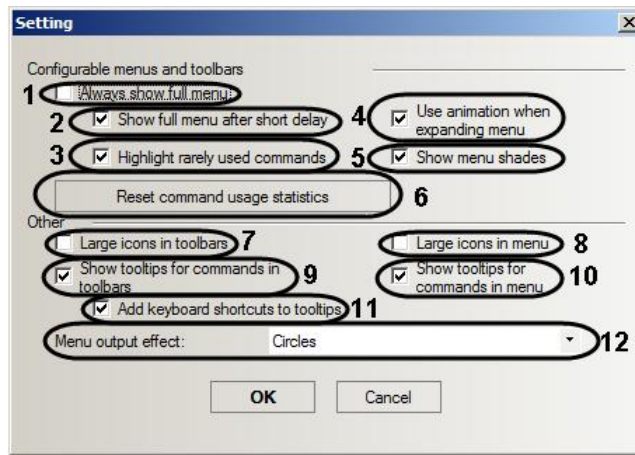 Setting
Configurable menus and toolbars
1 Always show full menu
2 Show full menu after short delay
4 Use animation when
expanding menu
3 Highlight rarely used commands
5 Show menu shades
Reset command usage statistics 6
Other
Large icons in toolbars 7
Large icons in menu 8
Show tooltips for commands in
toolbars 9
Show tooltips for
commands in menu 10
Add keyboard shortcuts to tooltips 11
Menu output effect: Circles 12
OK Cancel